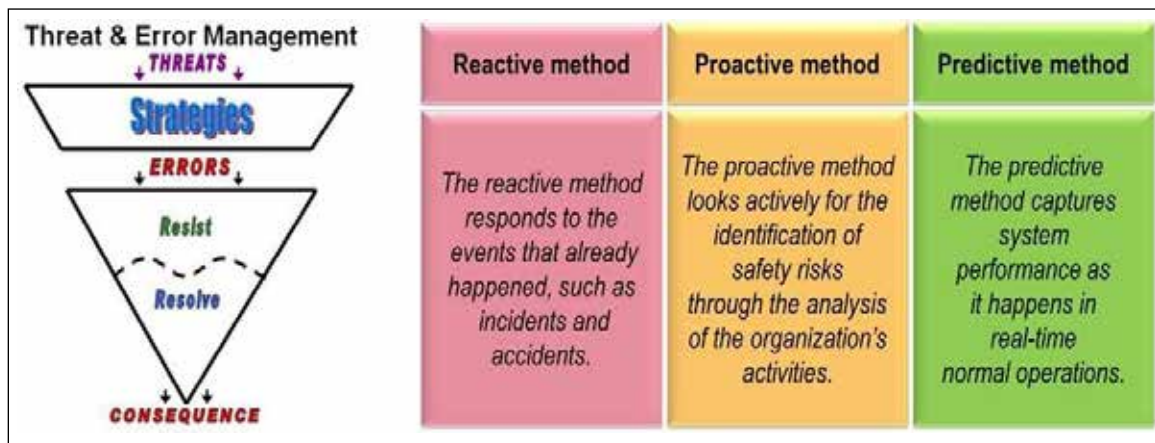 Threat & Error Management
THREATS
Strategies
ERRORS
Resist
Resolve
CONSEQUENCE
Reactive method
The reactive method
responds to the
events that already
happened, such as
incidents and
accidents.
Proactive method
The proactive method
looks actively for the
identification of
safety risks
through the analysis
of the organization's
activities.
Predictive method
The predictive
method captures
system
performance as
it happens in
real-time
normal operations.